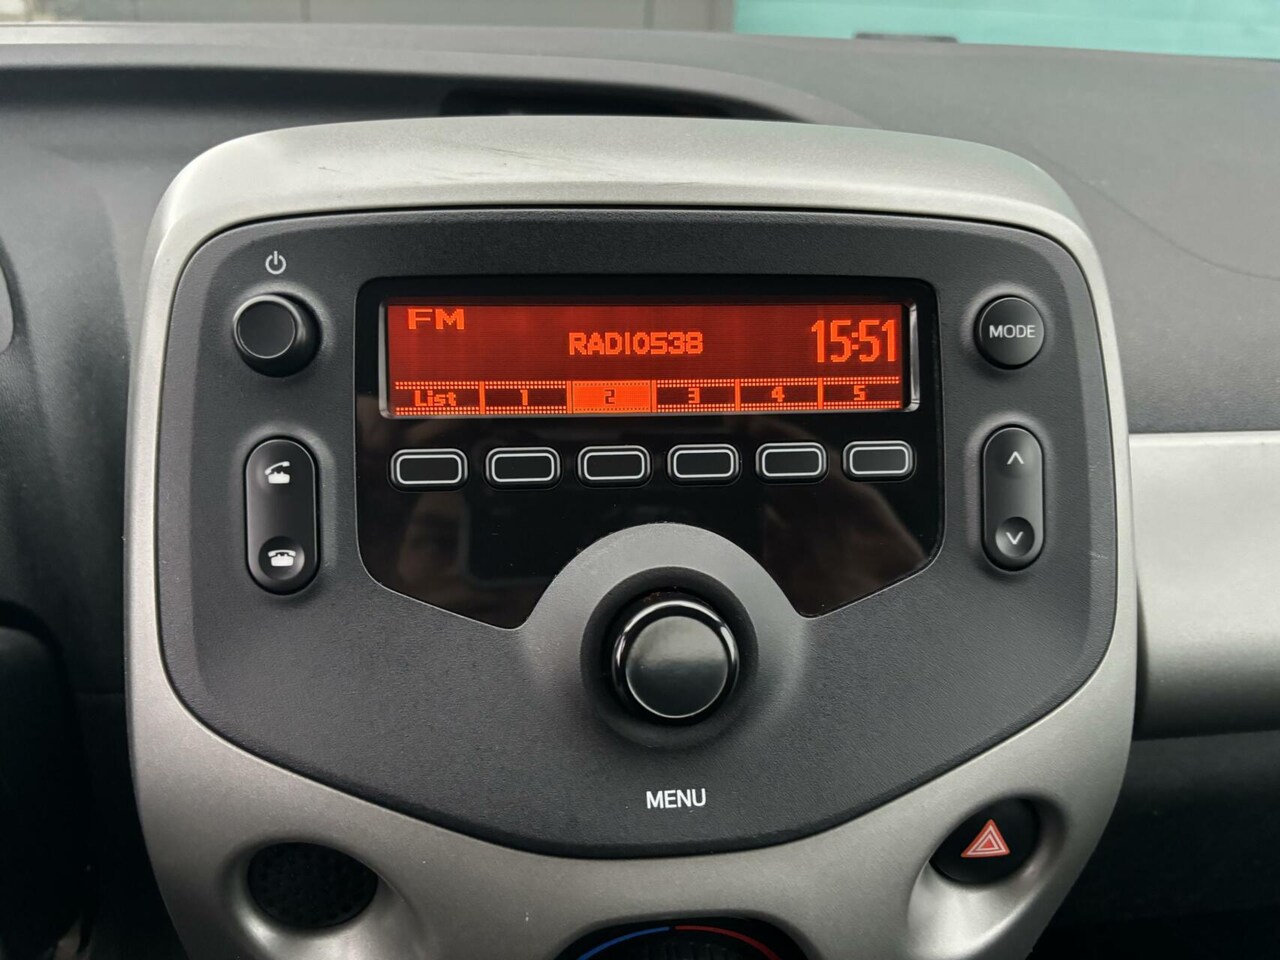 FM
RADIO538
15:51
List 1 2 3 4 5
MODE
MENU